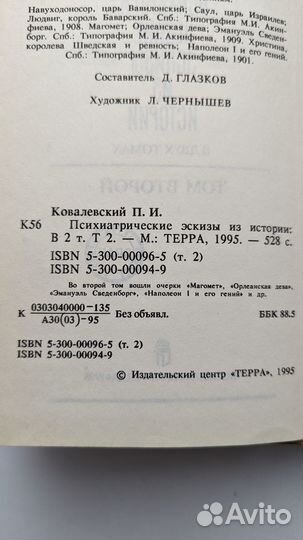 Навуходоносор, царь Вавилонский; Саул, царь Израилев;
Людвиг, король Баварский. Спб.: Типография М. И. Акинфиева, 1908. Магомет; Орлеанская дева; Эмануэль Сведенборг. Спб.: Типография М. И. Акинфиева, 1909. Христина,
королева Шведская и ревность; Наполеон I и его гений.
Спб.: Типография М. И. Акинфиева, 1901.
Составитель Д. ГЛАЗКОВ
Художник Л. ЧЕРНЫШЕВ
ИСТОРИИ
В ДВУХ ТОМАХ
ТОМ ВТОРОЙ
Ковалевский П. И.
К56 Психиатрические эскизы из истории:
В 2 т. Т 2. — М.: ТЕРРА, 1995. — 528 с.
ISBN 5-300-00096-5 (т. 2)
ISBN 5-300-00094-9
Во второй том вошли очерки «Магомет», «Орлеанская дева»,
«Эмануэль Сведенборг», «Наполеон I и его гений» и др.
К 0303040000—135
А30(03)—95 Без объявл. ББК 88.5
ISBN 5-300-00096-5 (т. 2)
ISBN 5-300-00094-9
© Издательский центр «ТЕРРА», 1995
Avito